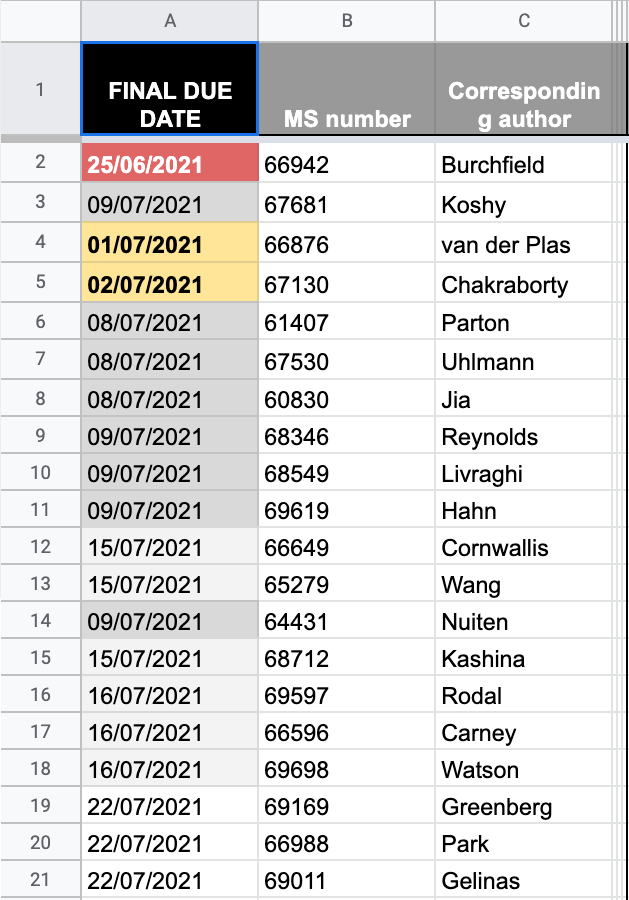 A B C
1 FINAL DUE
DATE MS number Correspondin
g author
2 25/06/2021 66942 Burchfield
3 09/07/2021 67681 Koshy
4 01/07/2021 66876 van der Plas
5 02/07/2021 67130 Chakraborty
6 08/07/2021 61407 Parton
7 08/07/2021 67530 Uhlmann
8 08/07/2021 60830 Jia
9 09/07/2021 68346 Reynolds
10 09/07/2021 68549 Livraghi
11 09/07/2021 69619 Hahn
12 15/07/2021 66649 Cornwallis
13 15/07/2021 65279 Wang
14 09/07/2021 64431 Nuiten
15 15/07/2021 68712 Kashina
16 16/07/2021 69597 Rodal
17 16/07/2021 66596 Carney
18 16/07/2021 69698 Watson
19 22/07/2021 69169 Greenberg
20 22/07/2021 66988 Park
21 22/07/2021 69011 Gelinas